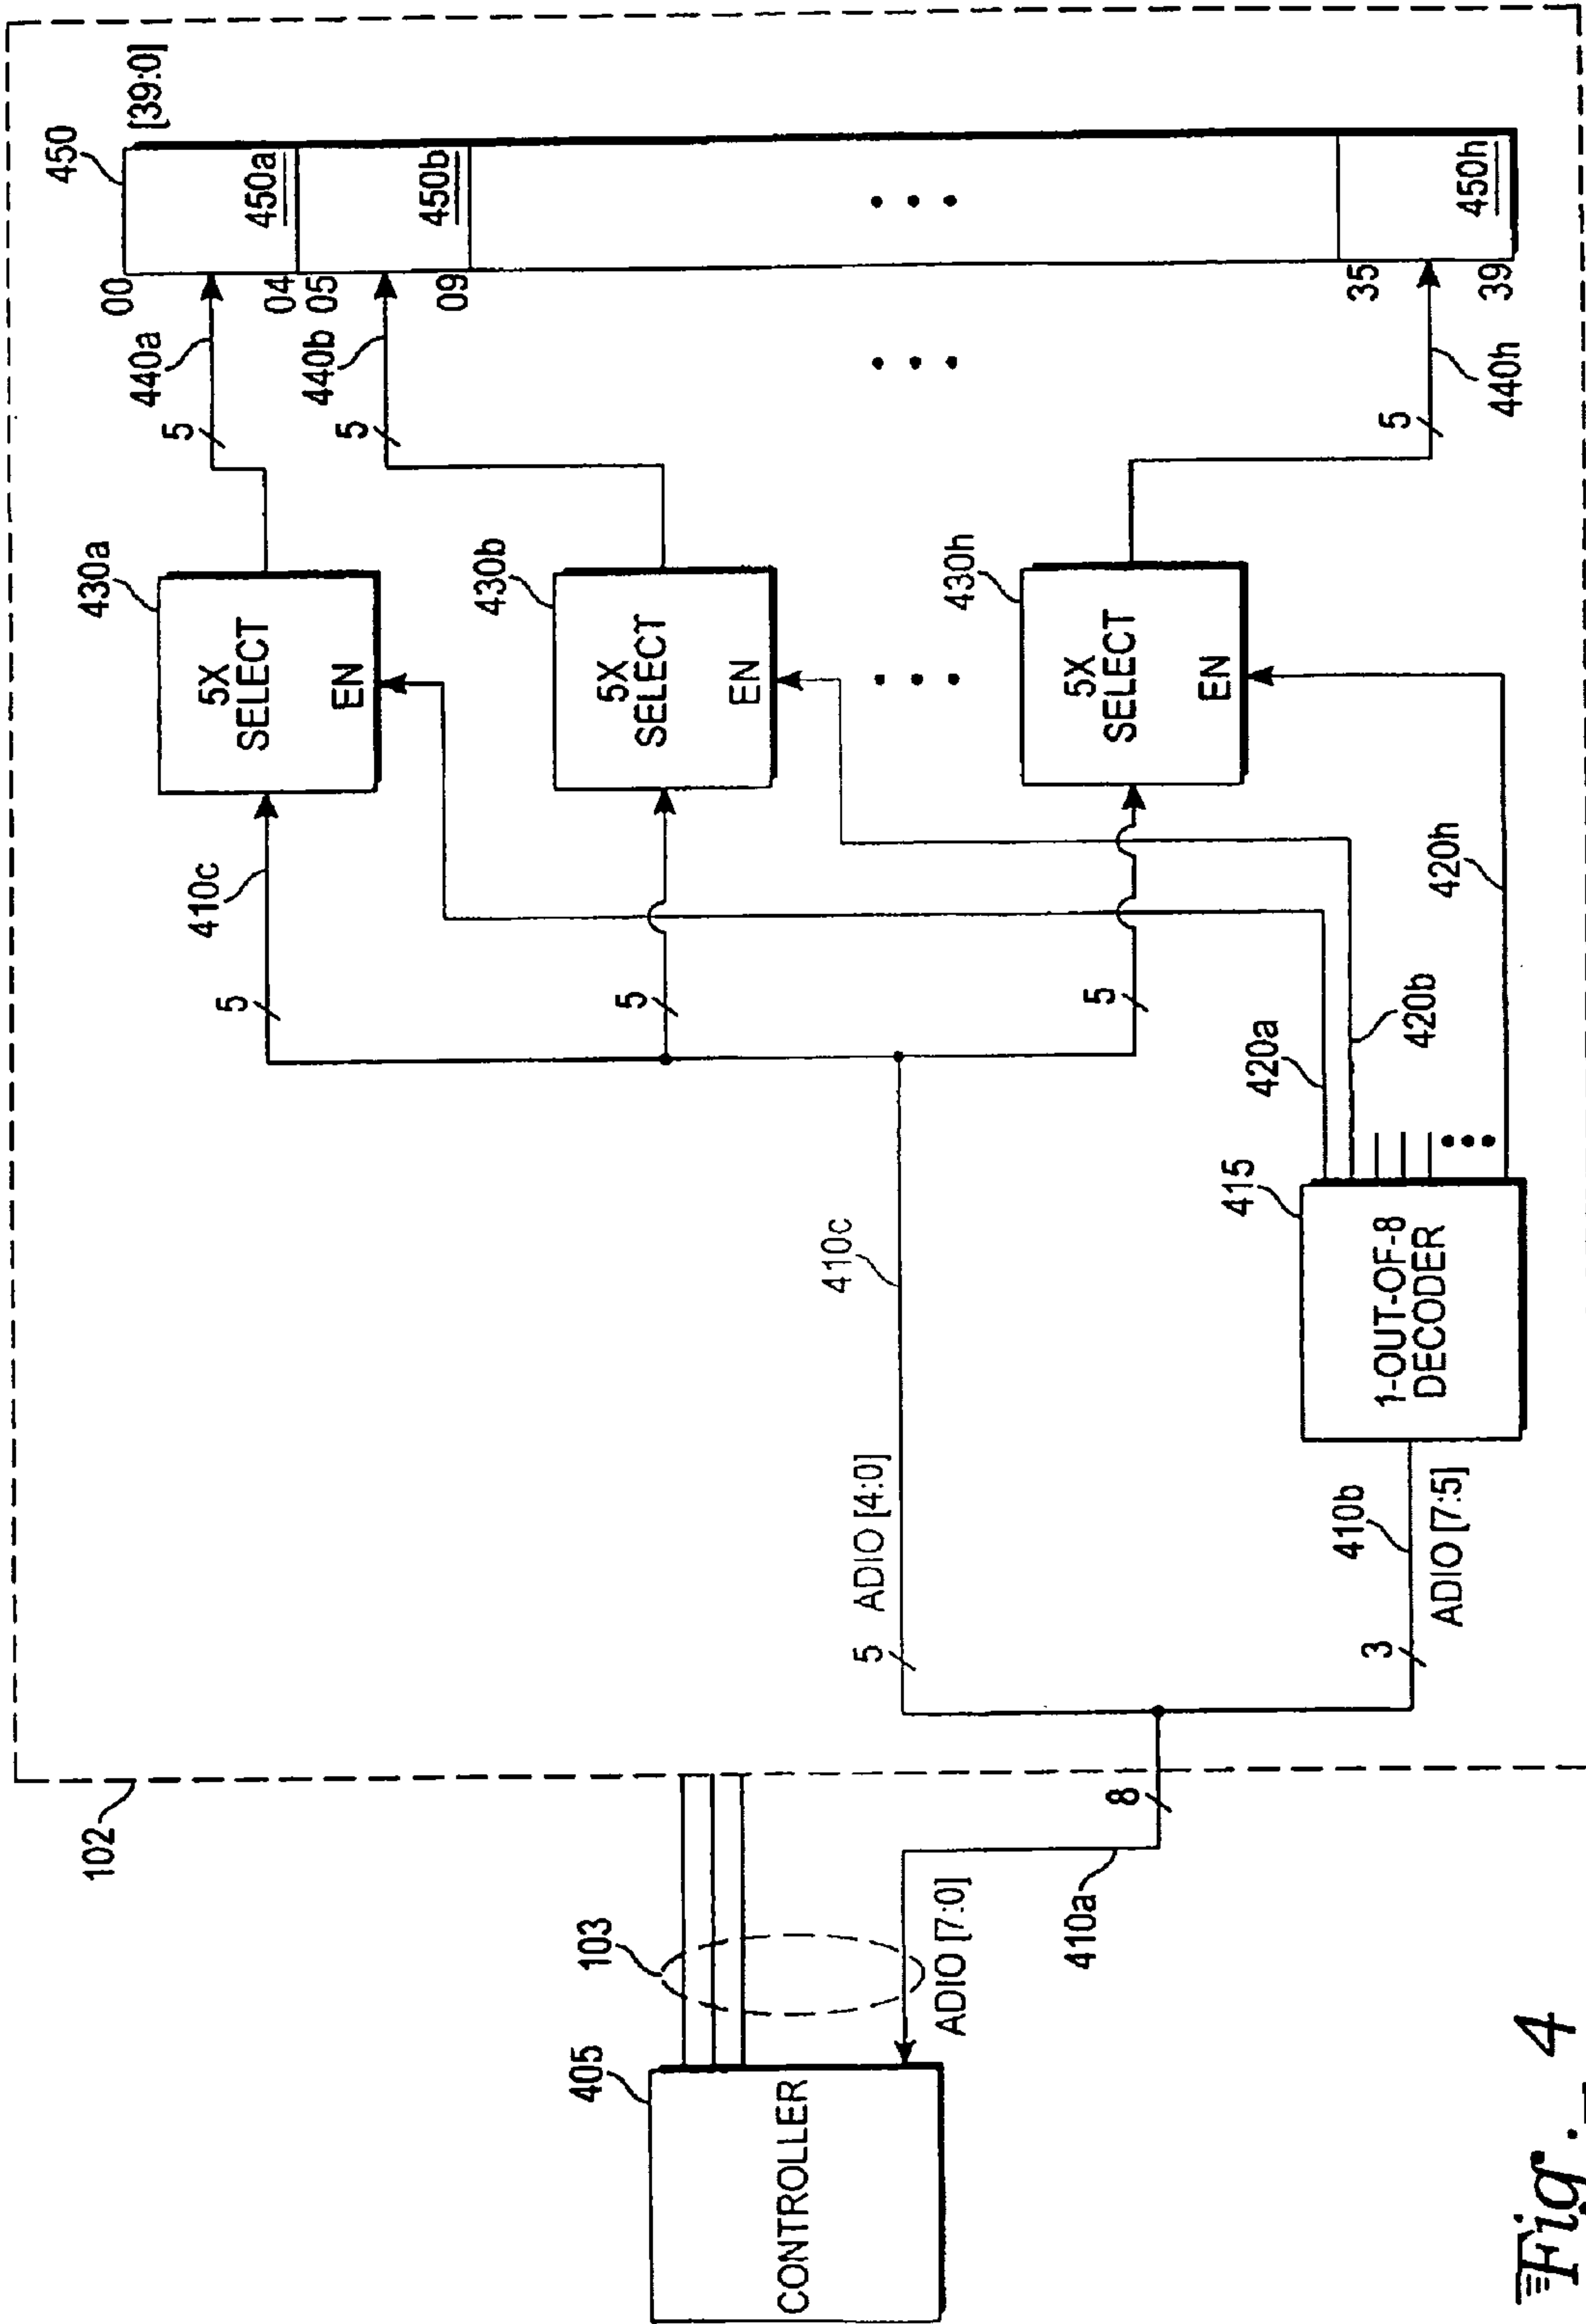 450
[39:0]
00
450a
04
05
450b
09
35
450h
39
440a
5
440b
5
440h
5
430a
5X
SELECT
EN
430b
5X
SELECT
EN
430h
5X
SELECT
EN
410c
5
5
5
420a
420b
420h
410c
ADIO [4:0]
5
415
1-OUT-OF-8
DECODER
410b
ADIO [7:5]
3
102
8
410a
103
ADIO [7:0]
405
CONTROLLER
Fig. 4